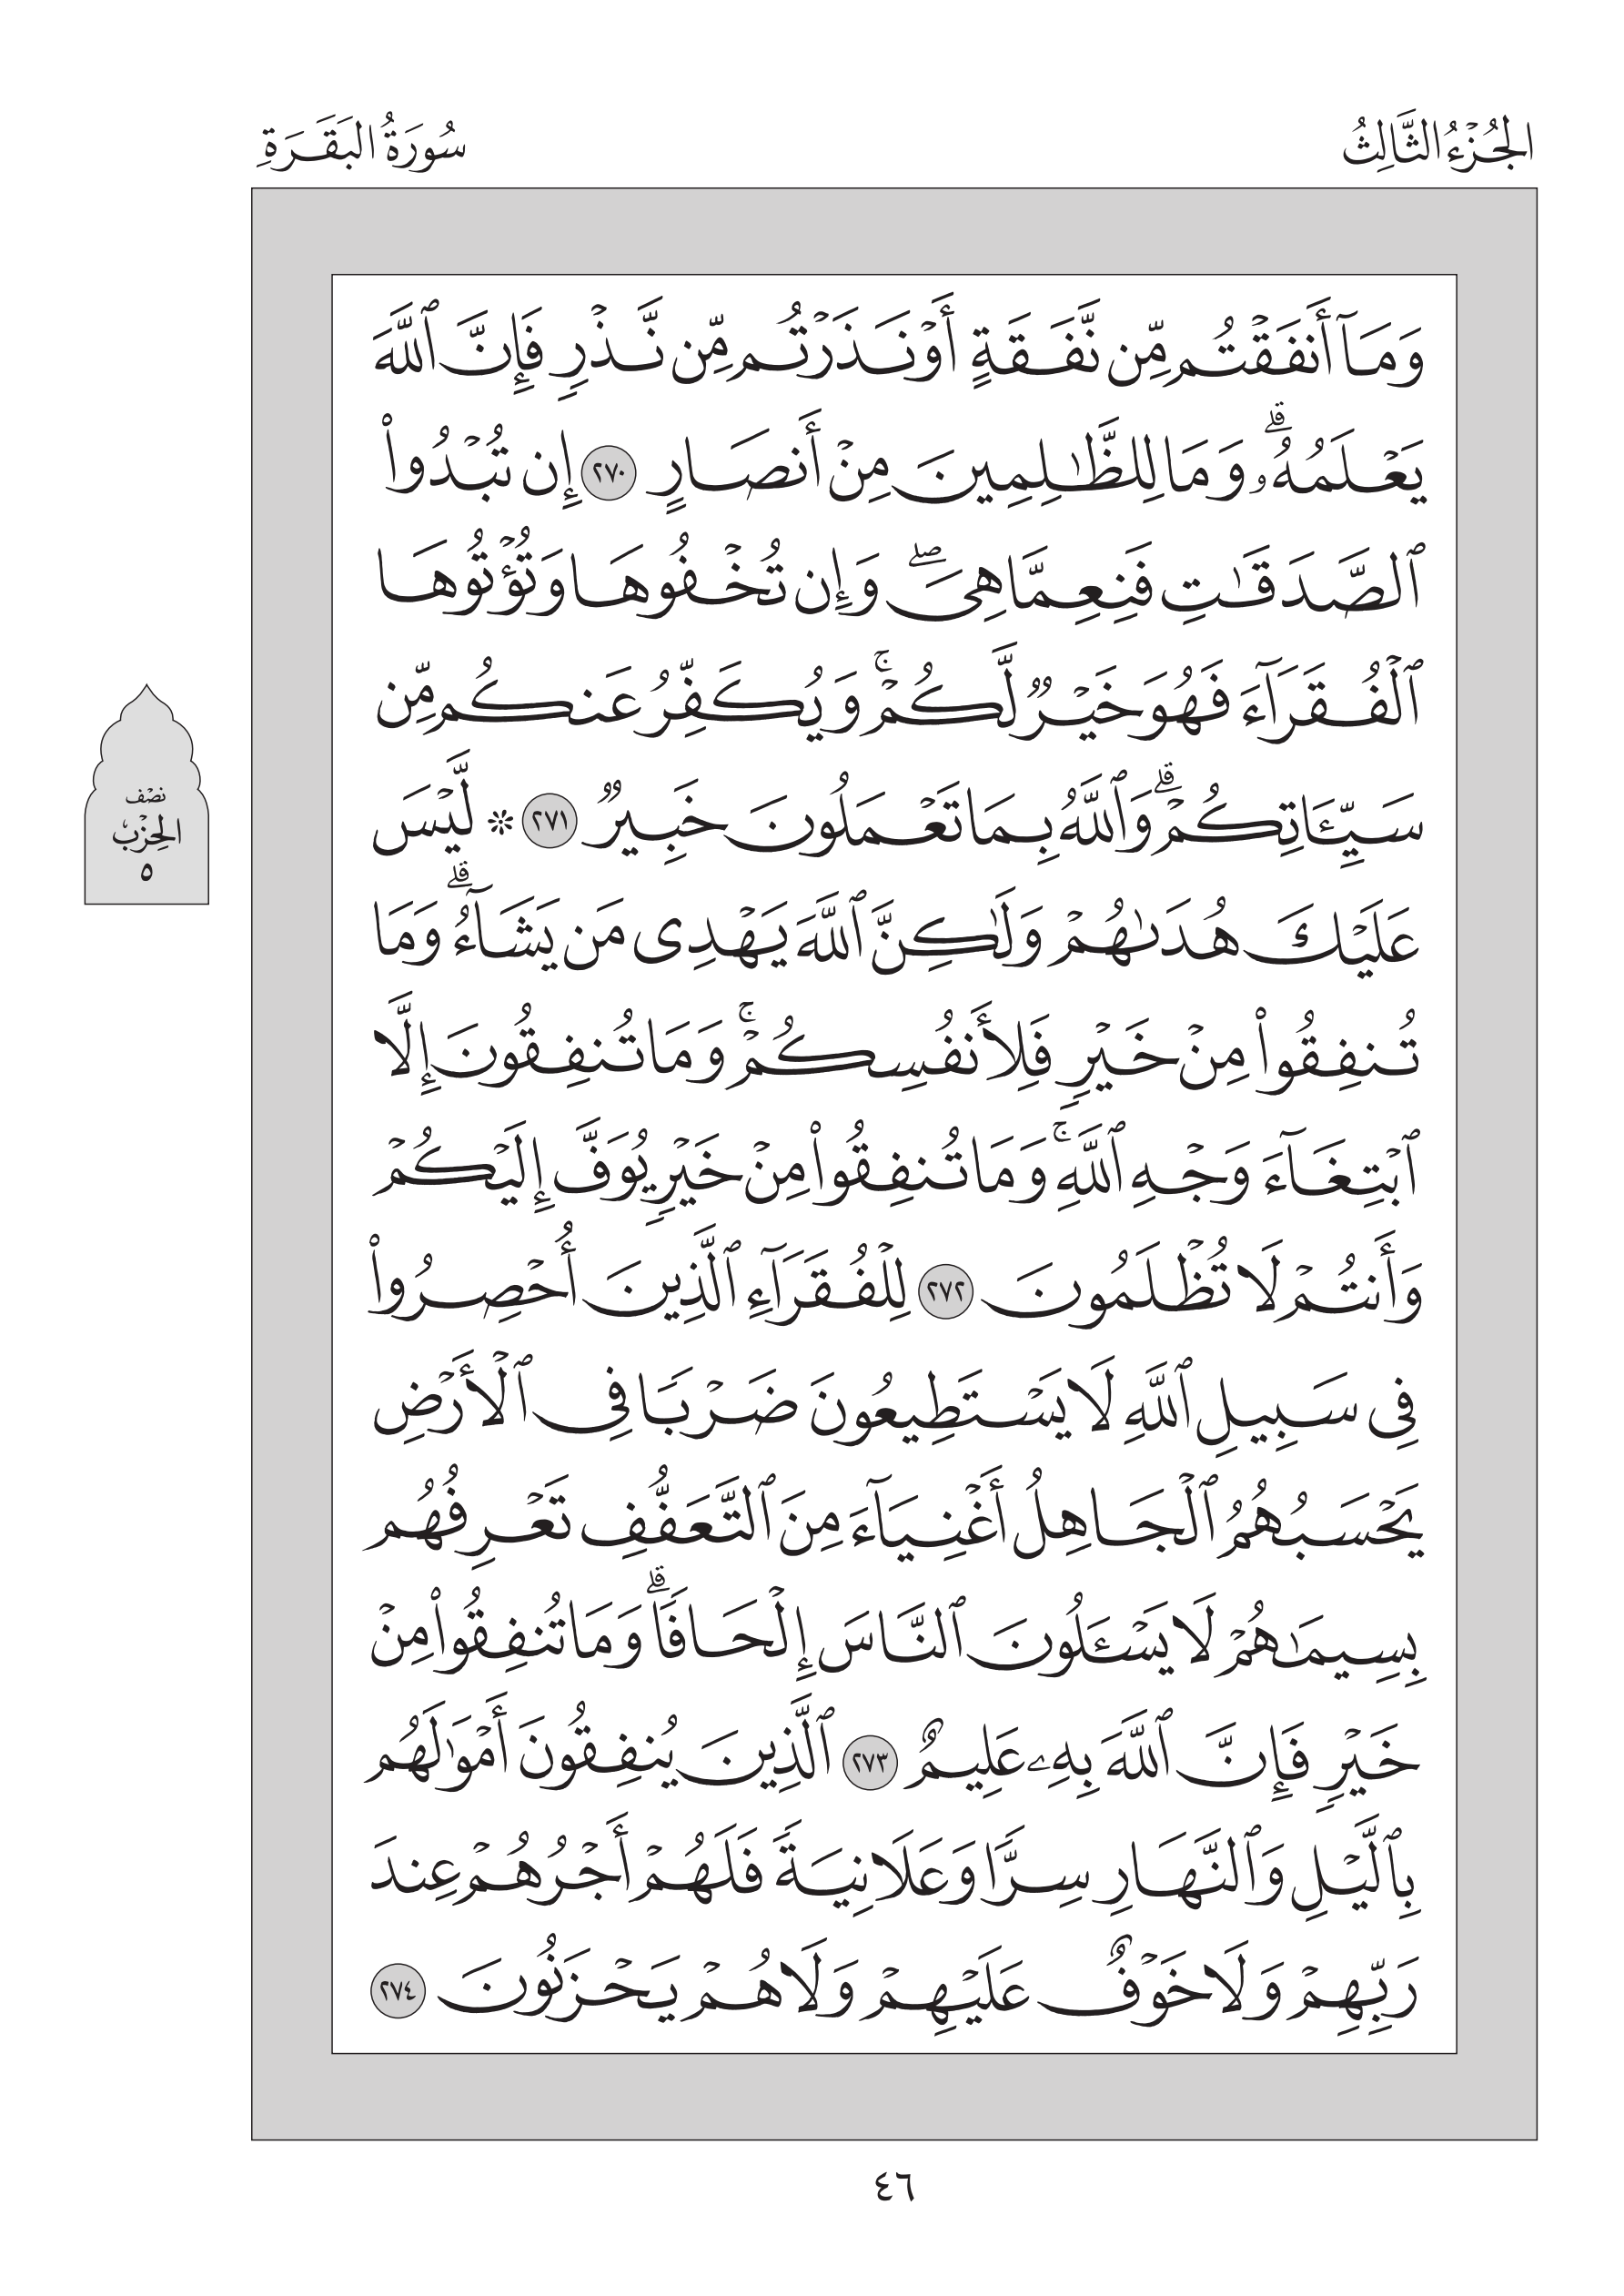 الجُزْءُ الثَّالِثُ
سُورَةُ البَقَرَةِ
وَمَآ أَنفَقْتُم مِّن نَّفَقَةٍ أَوْ نَذَرْتُم مِّن نَّذْرٍ فَإِنَّ ٱللَّهَ
يَعْلَمُهُۥۗ وَمَا لِلظَّٰلِمِينَ مِنْ أَنصَارٍ ٢٧٠ إِن تُبْدُوا۟
ٱلصَّدَقَٰتِ فَنِعِمَّا هِىَۖ وَإِن تُخْفُوهَا وَتُؤْتُوهَا
ٱلْفُقَرَآءَ فَهُوَ خَيْرٌ لَّكُمْۚ وَيُكَفِّرُ عَنكُم مِّن
سَيِّـَٔاتِكُمْۗ وَٱللَّهُ بِمَا تَعْمَلُونَ خَبِيرٌ ٢٧١ * لَّيْسَ
عَلَيْكَ هُدَىٰهُمْ وَلَٰكِنَّ ٱللَّهَ يَهْدِى مَن يَشَآءُۗ وَمَا
تُنفِقُوا۟ مِنْ خَيْرٍ فَلِأَنفُسِكُمْۚ وَمَا تُنفِقُونَ إِلَّا
ٱبْتِغَآءَ وَجْهِ ٱللَّهِۚ وَمَا تُنفِقُوا۟ مِنْ خَيْرٍ يُوَفَّ إِلَيْكُمْ
وَأَنتُمْ لَا تُظْلَمُونَ ٢٧٢ لِلْفُقَرَآءِ ٱلَّذِينَ أُحْصِرُوا۟
فِى سَبِيلِ ٱللَّهِ لَا يَسْتَطِيعُونَ ضَرْبًا فِى ٱلْأَرْضِ
يَحْسَبُهُمُ ٱلْجَاهِلُ أَغْنِيَآءَ مِنَ ٱلتَّعَفُّفِ تَعْرِفُهُم
بِسِيمَٰهُمْ لَا يَسْـَٔلُونَ ٱلنَّاسَ إِلْحَافًاۗ وَمَا تُنفِقُوا۟ مِنْ
خَيْرٍ فَإِنَّ ٱللَّهَ بِهِۦ عَلِيمٌ ٢٧٣ ٱلَّذِينَ يُنفِقُونَ أَمْوَٰلَهُم
بِٱلَّيْلِ وَٱلنَّهَارِ سِرًّا وَعَلَانِيَةً فَلَهُمْ أَجْرُهُمْ عِندَ
رَبِّهِمْ وَلَا خَوْفٌ عَلَيْهِمْ وَلَا هُمْ يَحْزَنُونَ ٢٧٤
نصْف
الحِزْب
٥
٤٦